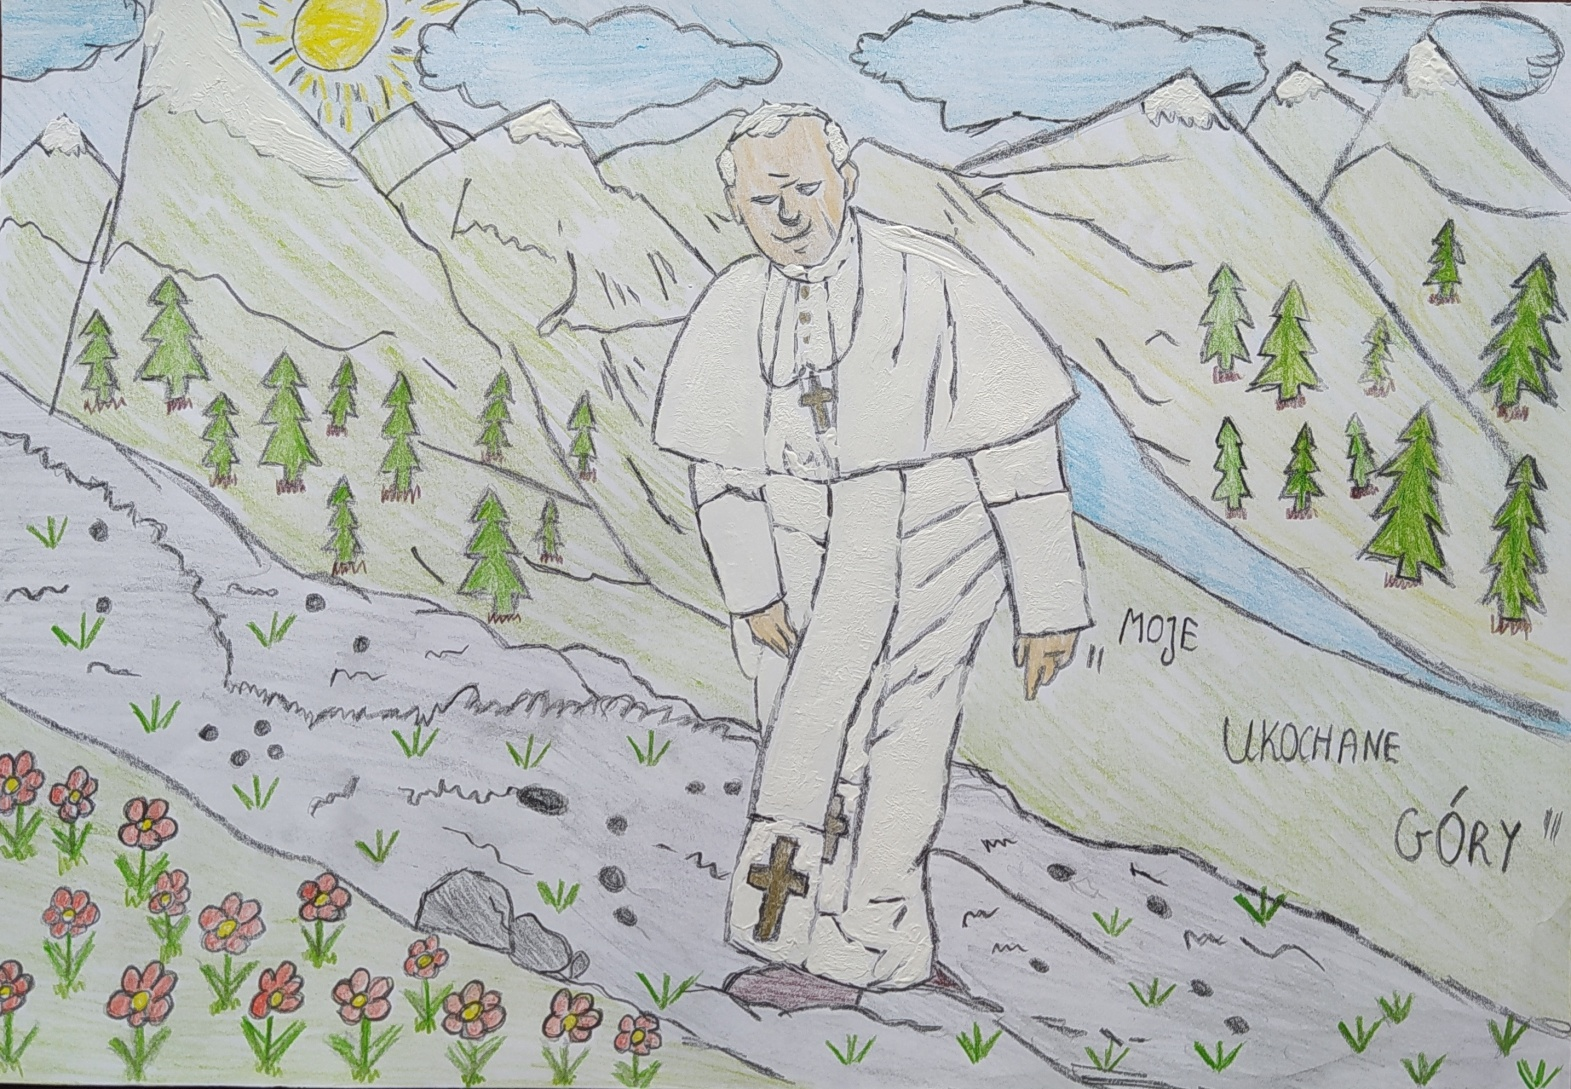 " MOJE
UKOCHANE
GÓRY "